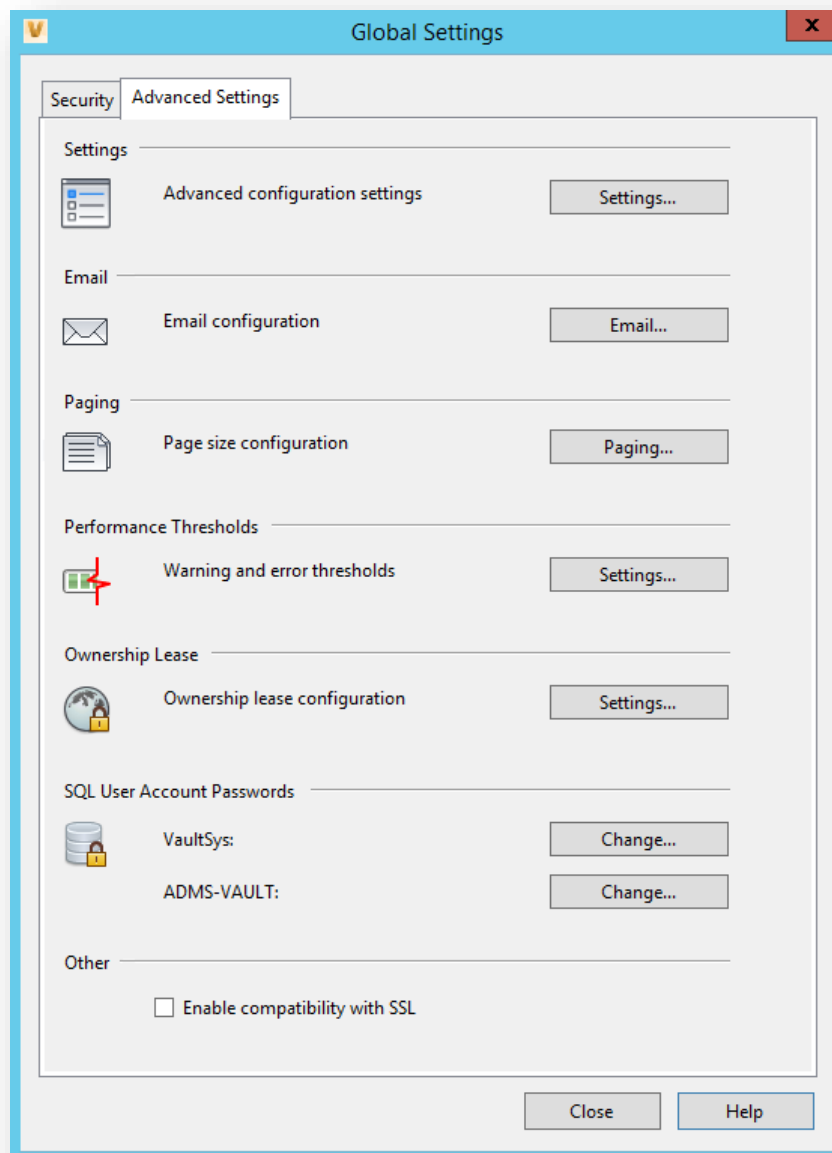 Global Settings
x
Security
Advanced Settings
Settings
Advanced configuration settings
Settings...
Email
Email configuration
Email...
Paging
Page size configuration
Paging...
Performance Thresholds
Warning and error thresholds
Settings...
Ownership Lease
Ownership lease configuration
Settings...
SQL User Account Passwords
VaultSys:
Change...
ADMS-VAULT:
Change...
Other
Enable compatibility with SSL
Close
Help